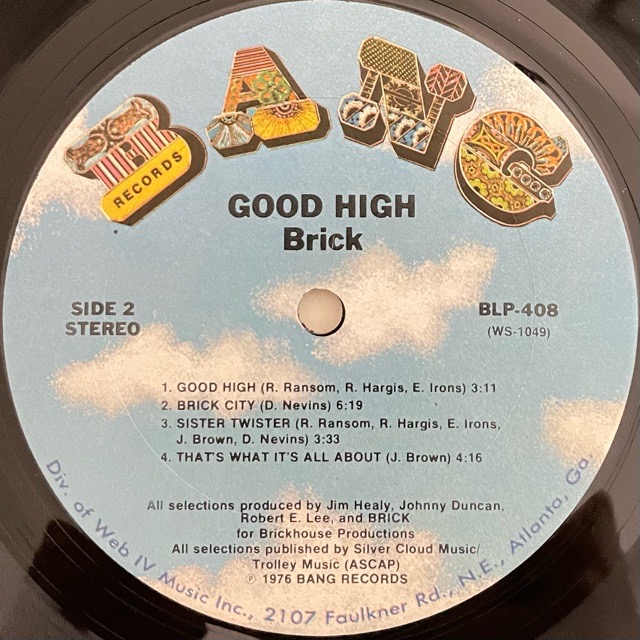 BANG
RECORDS
GOOD HIGH
Brick
SIDE 2
STEREO
BLP-408
(WS-1049)
1. GOOD HIGH (R. Ransom, R. Hargis, E. Irons) 3:11
2. BRICK CITY (D. Nevins) 6:19
3. SISTER TWISTER (R. Ransom, R. Hargis, E. Irons,
J. Brown, D. Nevins) 3:33
4. THAT'S WHAT IT'S ALL ABOUT (J. Brown) 4:16
All selections produced by Jim Healy, Johnny Duncan,
Robert E. Lee, and BRICK
for Brickhouse Productions
All selections published by Silver Cloud Music/
Trolley Music (ASCAP)
℗ 1976 BANG RECORDS
Div. of Web IV Music Inc., 2107 Faulkner Rd., N.E., Atlanta, Ga.